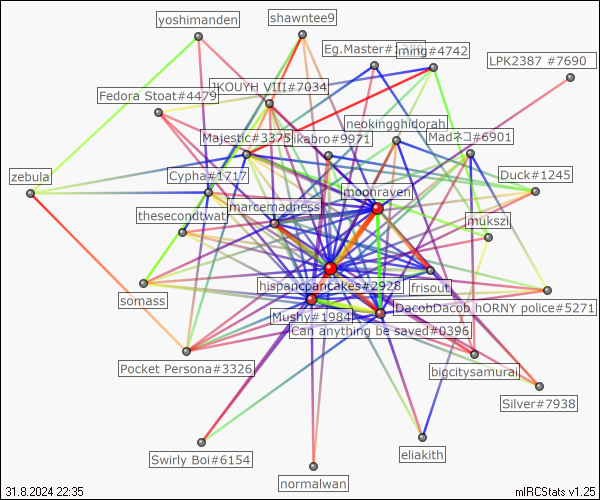 yoshimanden
shawntee9
Eg.Master#
ming#4742
LPK2387 #7690
JKOUYH VIII#7034
Fedora Stoat#4479
neokingghidorah
Majestic#3375
ikabro#9971
Madネコ#6901
zebula
Cypha#1717
moonraven
Duck#1245
marcemadness
thesecondtwat
mukszi
hispancpancakes#2928
frisout
somass
DacobDacob hORNY police#5271
Mushy#1984
Can anything be saved#0396
Pocket Persona#3326
bigcitysamurai
Silver#7938
Swirly Boi#6154
eliakith
normalwan
31.8.2024 22:35
mIRCStats v1.25